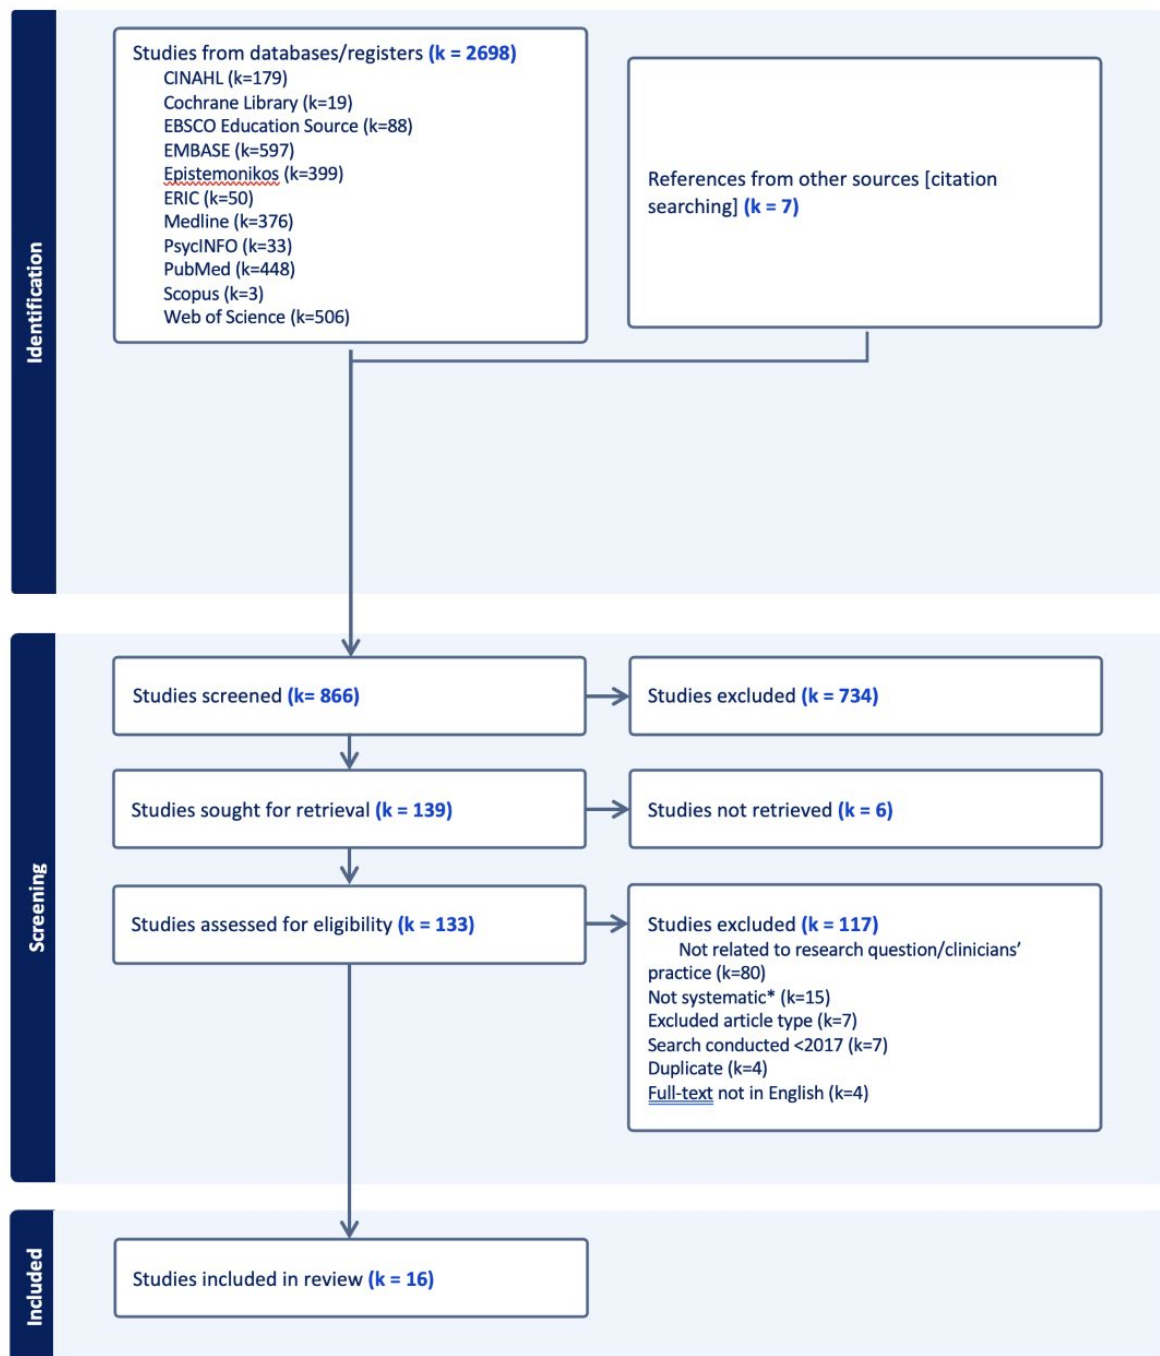 Identification
Studies from databases/registers (k = 2698)
CINAHL (k=179)
Cochrane Library (k=19)
EBSCO Education Source (k=88)
EMBASE (k=597)
Epistemonikos (k=399)
ERIC (k=50)
Medline (k=376)
PsycINFO (k=33)
PubMed (k=448)
Scopus (k=3)
Web of Science (k=506)
References from other sources [citation
searching] (k = 7)
Screening
Studies screened (k= 866)
Studies excluded (k = 734)
Studies sought for retrieval (k = 139)
Studies not retrieved (k = 6)
Studies assessed for eligibility (k = 133)
Studies excluded (k = 117)
Not related to research question/clinicians’
practice (k=80)
Not systematic* (k=15)
Excluded article type (k=7)
Search conducted <2017 (k=7)
Duplicate (k=4)
Full-text not in English (k=4)
Included
Studies included in review (k = 16)